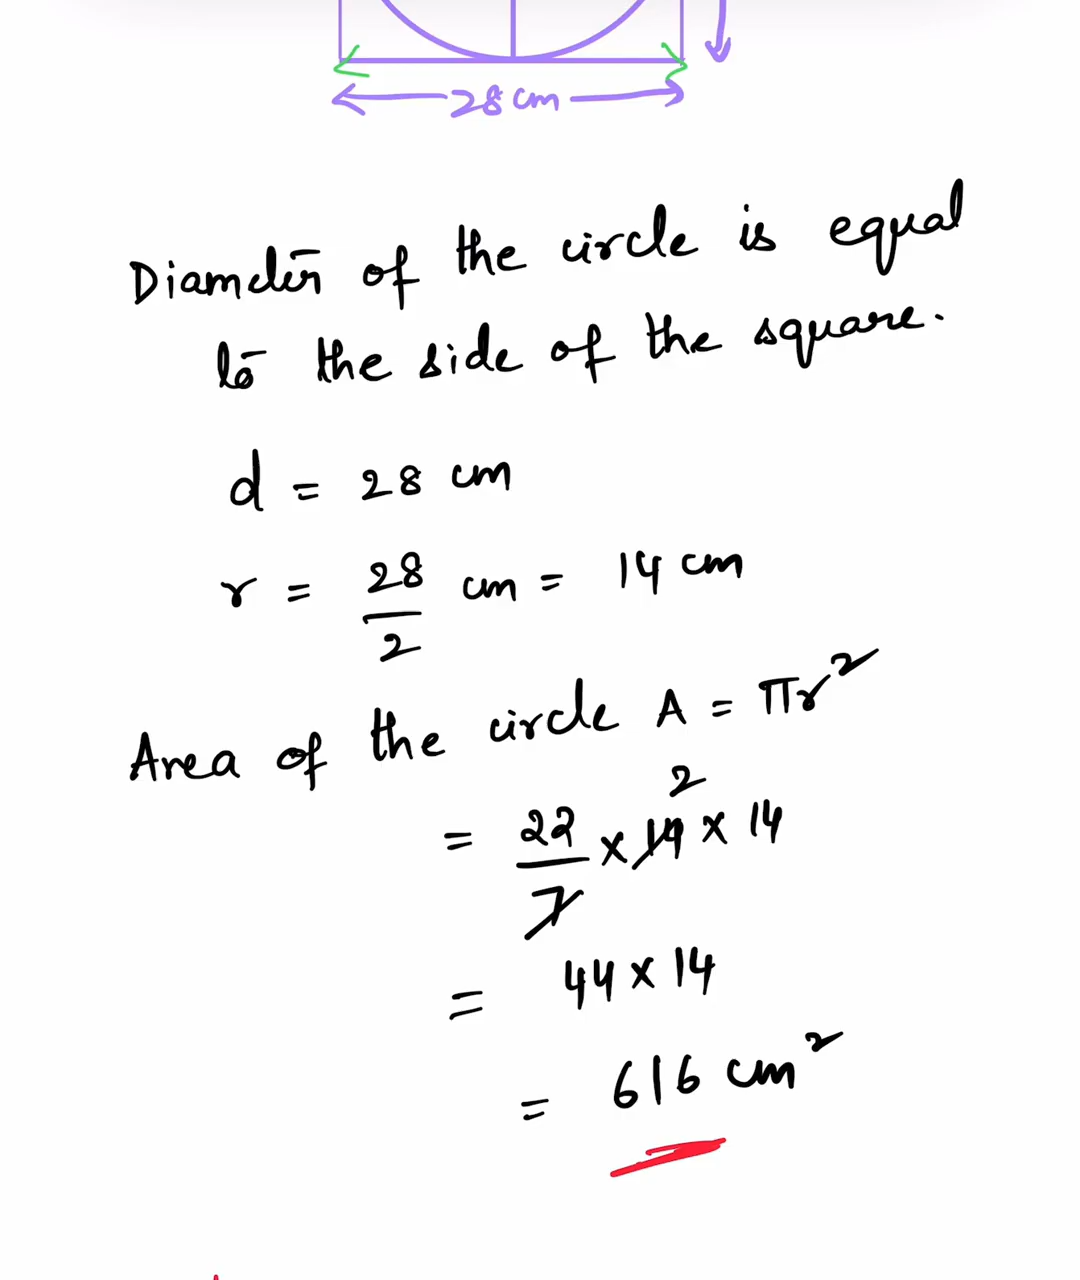 28 cm
Diameter of the circle is equal
to the side of the square.
d = 28 cm
r = 28/2 cm = 14 cm
Area of the circle A = πr²
2
= 22/7 × 14 × 14
= 44 × 14
= 616 cm²